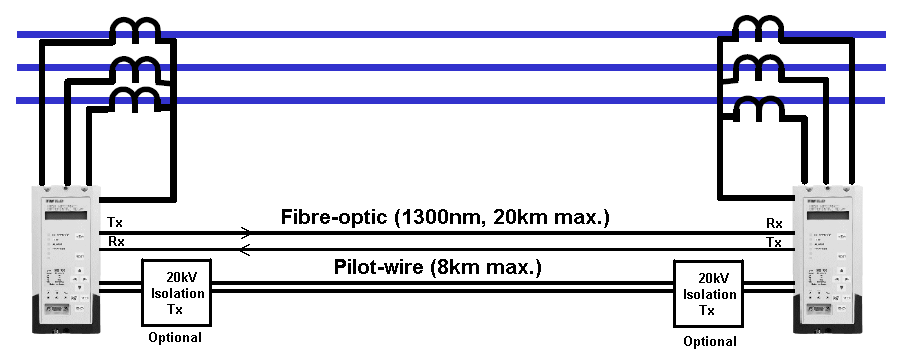 Fibre-optic (1300nm, 20km max.)
Tx
Rx
Rx
Tx
Pilot-wire (8km max.)
20kV
Isolation
Tx
Optional
20kV
Isolation
Tx
Optional